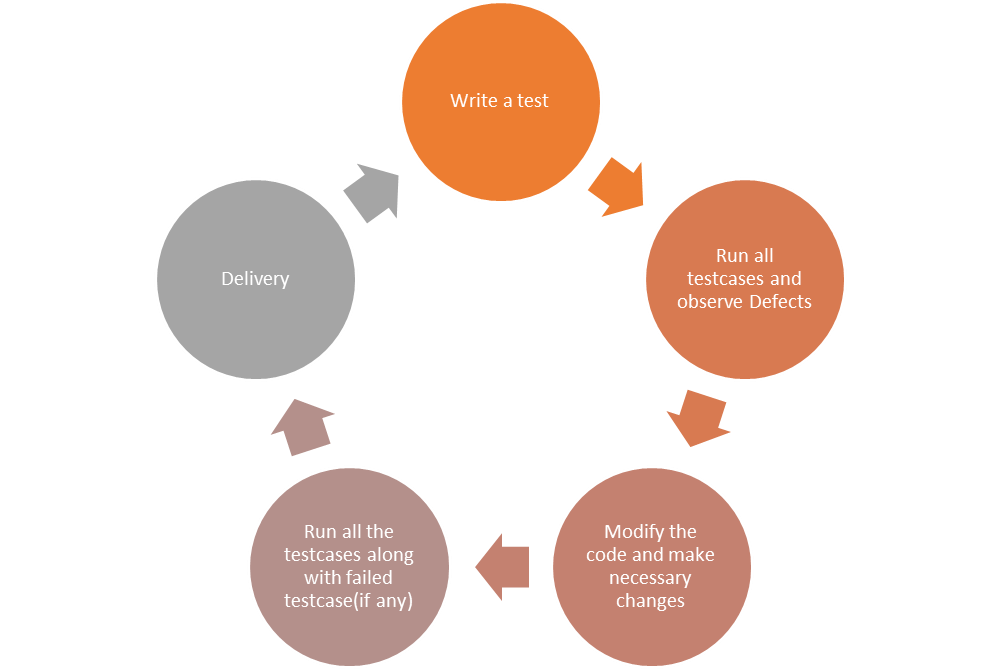 Write a test
Run all
testcases and
observe Defects
Modify the
code and make
necessary
changes
Run all the
testcases along
with failed
testcase(if any)
Delivery